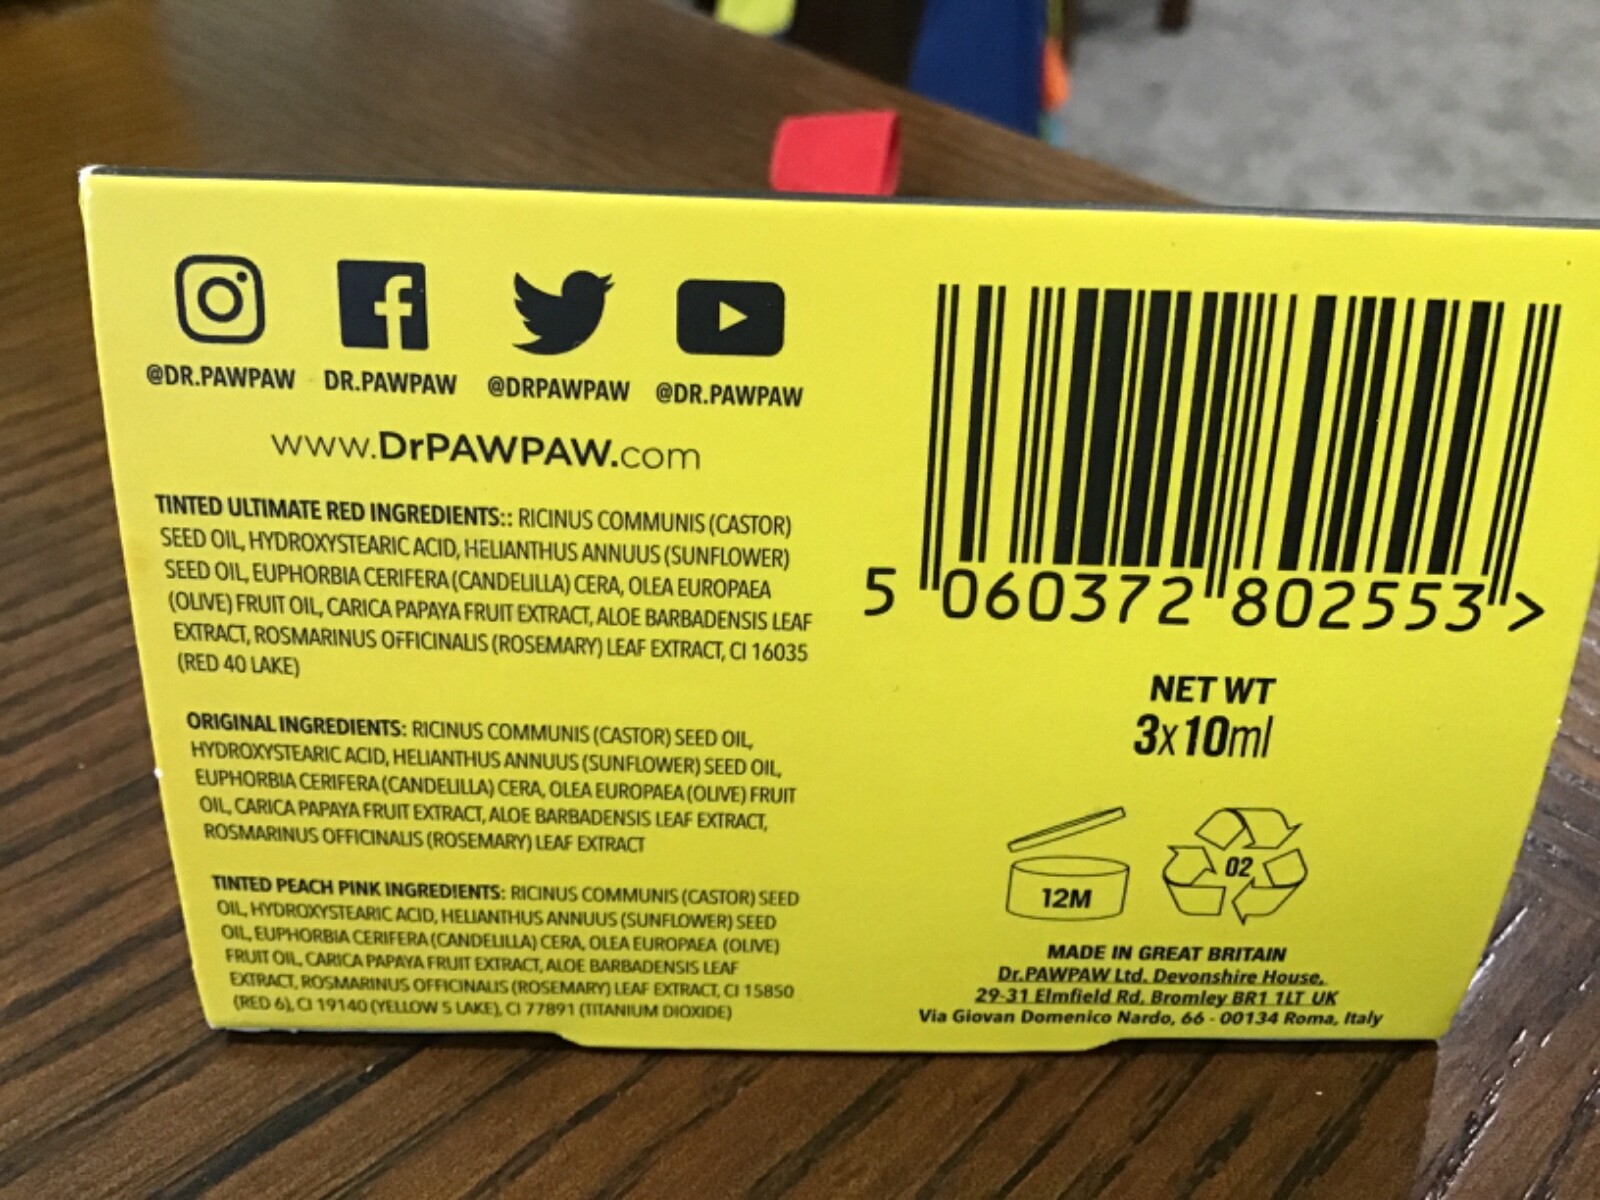 @DR.PAWPAW DR.PAWPAW @DRPAWPAW @DR.PAWPAW
www.DrPAWPAW.com
TINTED ULTIMATE RED INGREDIENTS:: RICINUS COMMUNIS (CASTOR)
SEED OIL, HYDROXYSTEARIC ACID, HELIANTHUS ANNUUS (SUNFLOWER)
SEED OIL, EUPHORBIA CERIFERA (CANDELILLA) CERA, OLEA EUROPAEA
(OLIVE) FRUIT OIL, CARICA PAPAYA FRUIT EXTRACT, ALOE BARBADENSIS LEAF
EXTRACT, ROSMARINUS OFFICINALIS (ROSEMARY) LEAF EXTRACT, CI 16035
(RED 40 LAKE)
ORIGINAL INGREDIENTS: RICINUS COMMUNIS (CASTOR) SEED OIL,
HYDROXYSTEARIC ACID, HELIANTHUS ANNUUS (SUNFLOWER) SEED OIL,
EUPHORBIA CERIFERA (CANDELILLA) CERA, OLEA EUROPAEA (OLIVE) FRUIT
OIL, CARICA PAPAYA FRUIT EXTRACT, ALOE BARBADENSIS LEAF EXTRACT,
ROSMARINUS OFFICINALIS (ROSEMARY) LEAF EXTRACT
TINTED PEACH PINK INGREDIENTS: RICINUS COMMUNIS (CASTOR) SEED
OIL, HYDROXYSTEARIC ACID, HELIANTHUS ANNUUS (SUNFLOWER) SEED
OIL, EUPHORBIA CERIFERA (CANDELILLA) CERA, OLEA EUROPAEA (OLIVE)
FRUIT OIL, CARICA PAPAYA FRUIT EXTRACT, ALOE BARBADENSIS LEAF
EXTRACT, ROSMARINUS OFFICINALIS (ROSEMARY) LEAF EXTRACT, CI 15850
(RED 6), CI 19140 (YELLOW 5 LAKE), CI 77891 (TITANIUM DIOXIDE)
5 060372 802553 >
NET WT
3x10ml
12M
02
MADE IN GREAT BRITAIN
Dr.PAWPAW Ltd. Devonshire House,
29-31 Elmfield Rd, Bromley BR1 1LT UK
Via Giovan Domenico Nardo, 66 - 00134 Roma, Italy